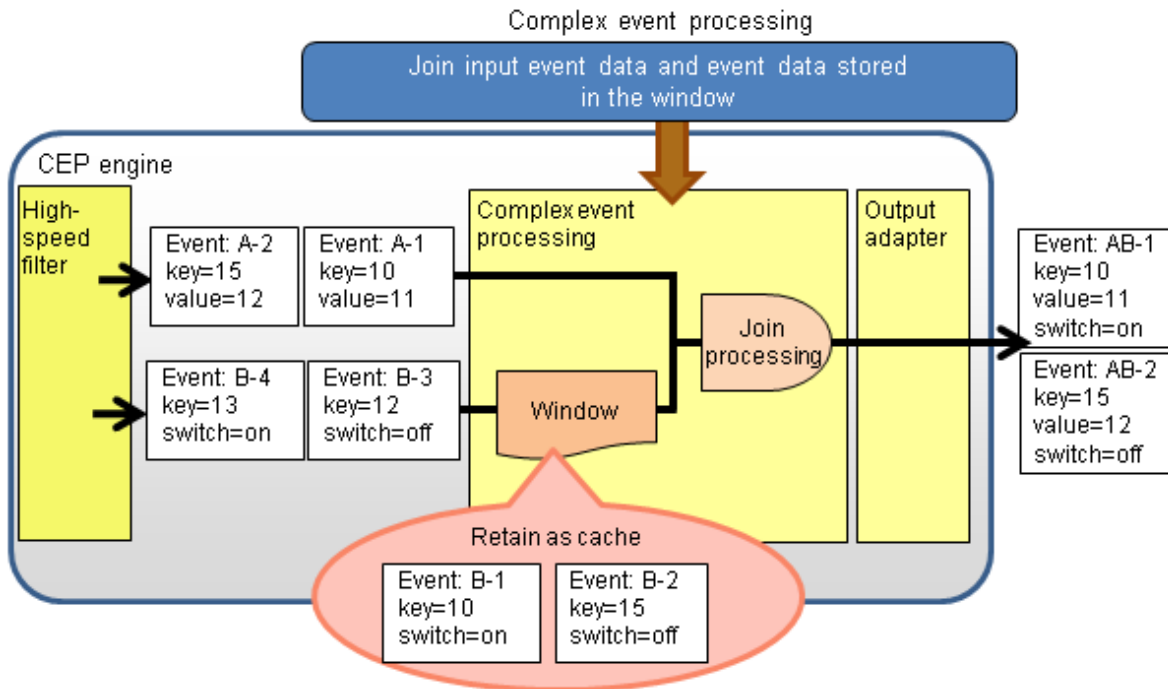 Complex event processing
Join input event data and event data stored
in the window
CEP engine
High-
speed
filter
Event: A-2
key=15
value=12
Event: A-1
key=10
value=11
Event: B-4
key=13
switch=on
Event: B-3
key=12
switch=off
Complex event
processing
Window
Join
processing
Output
adapter
Event: AB-1
key=10
value=11
switch=on
Event: AB-2
key=15
value=12
switch=off
Retain as cache
Event: B-1
key=10
switch=on
Event: B-2
key=15
switch=off